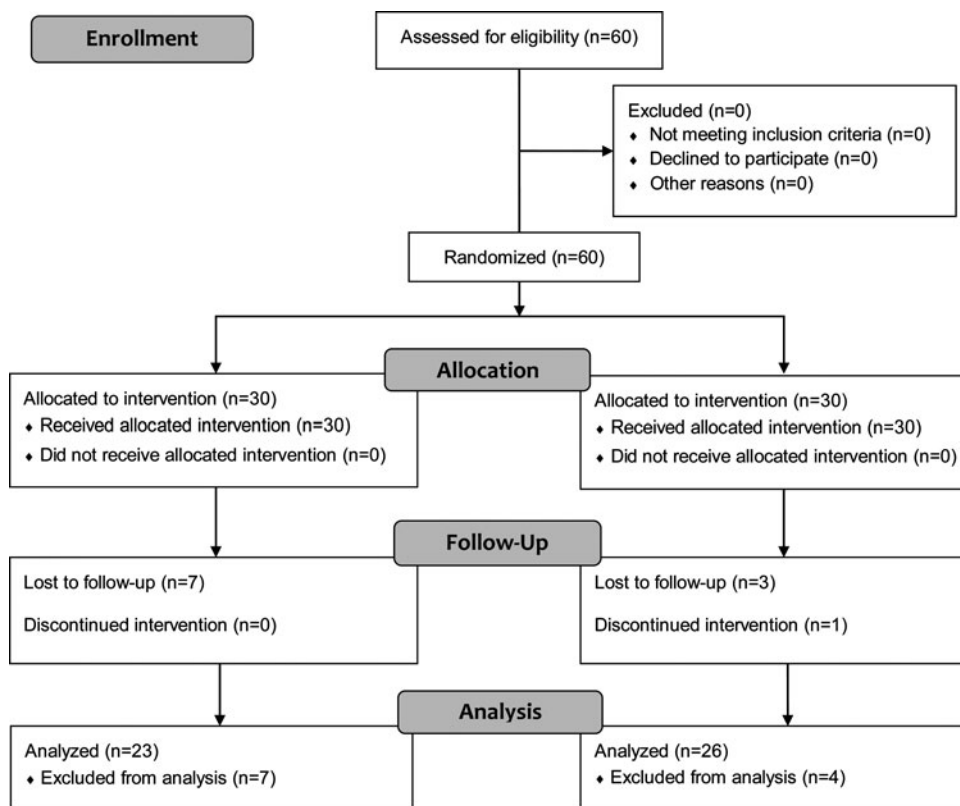 Enrollment
Assessed for eligibility (n=60)
Excluded (n=0)
♦ Not meeting inclusion criteria (n=0)
♦ Declined to participate (n=0)
♦ Other reasons (n=0)
Randomized (n=60)
Allocation
Allocated to intervention (n=30)
♦ Received allocated intervention (n=30)
♦ Did not receive allocated intervention (n=0)
Allocated to intervention (n=30)
♦ Received allocated intervention (n=30)
♦ Did not receive allocated intervention (n=0)
Follow-Up
Lost to follow-up (n=7)
Discontinued intervention (n=0)
Lost to follow-up (n=3)
Discontinued intervention (n=1)
Analysis
Analyzed (n=23)
♦ Excluded from analysis (n=7)
Analyzed (n=26)
♦ Excluded from analysis (n=4)